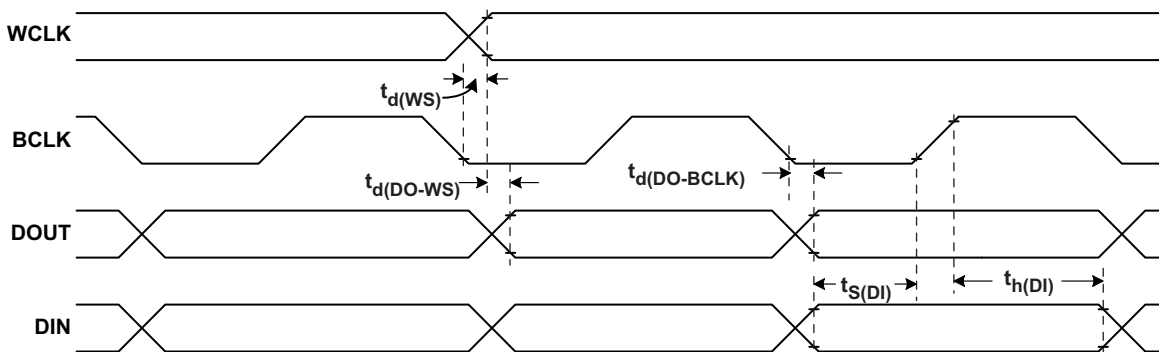 WCLK
td(WS)
BCLK
td(DO-WS)
td(DO-BCLK)
DOUT
tS(DI)
th(DI)
DIN